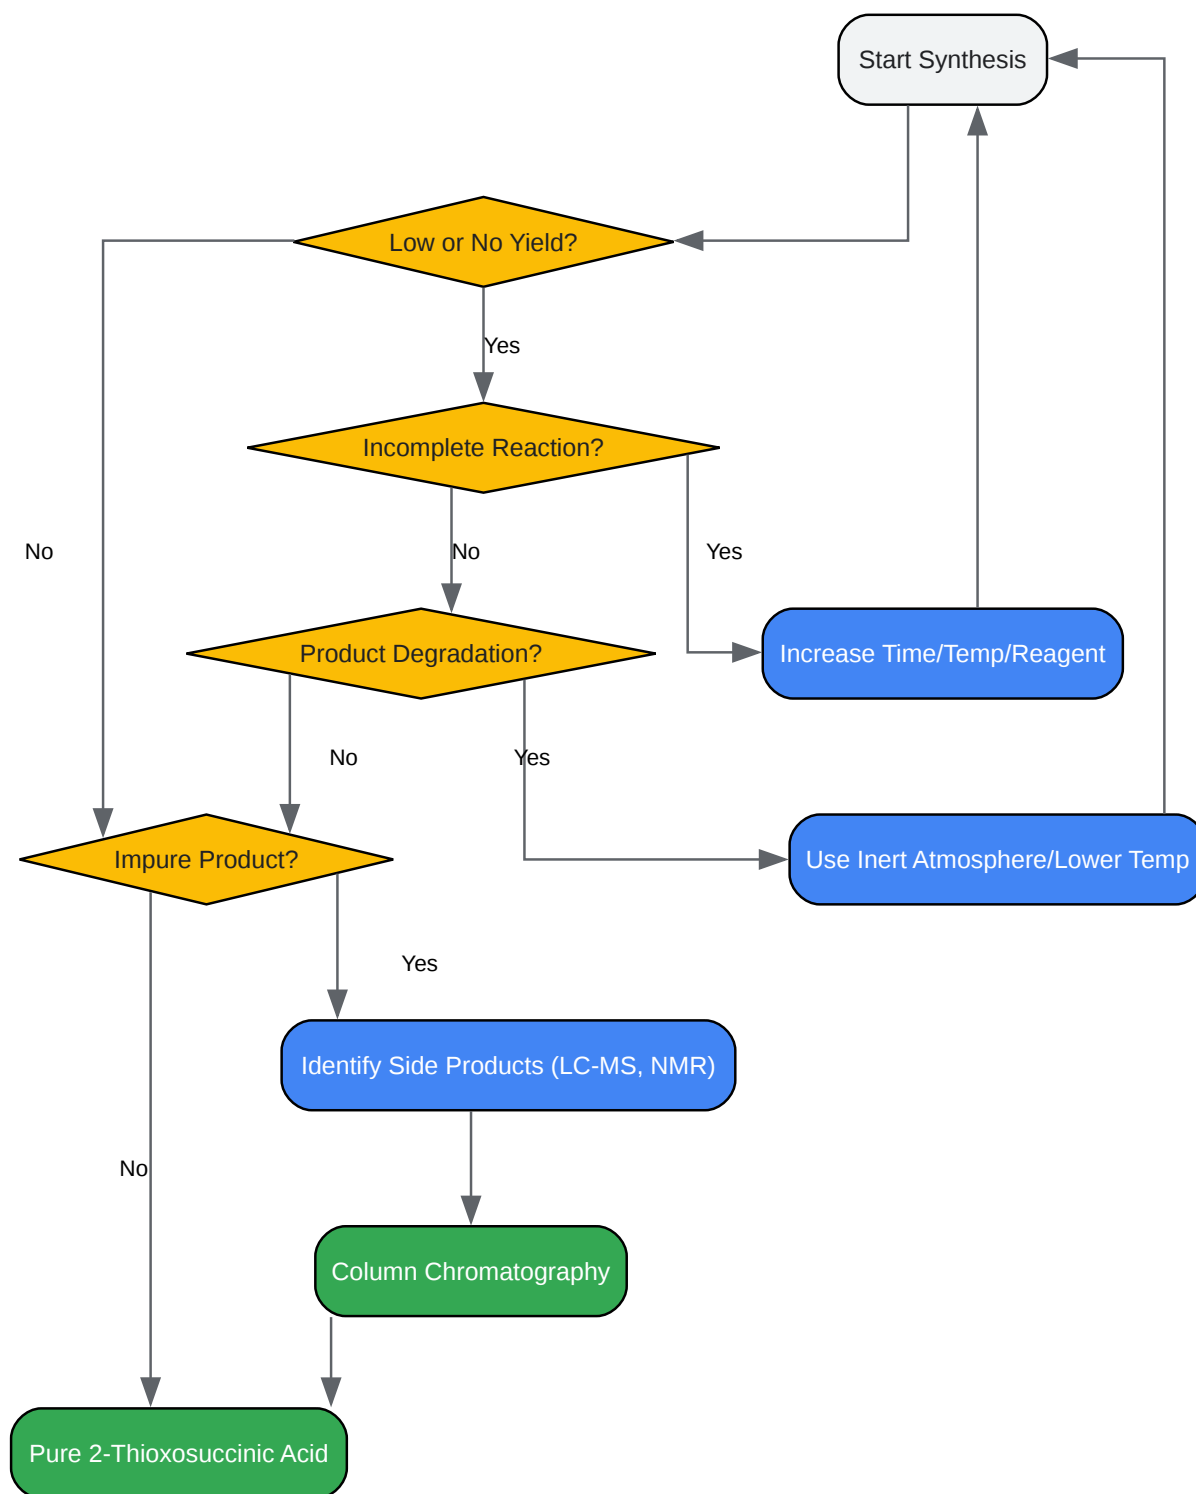 Start Synthesis
Low or No Yield?
Yes
Incomplete Reaction?
No
No
Yes
Product Degradation?
Increase Time/Temp/Reagent
No
Yes
Impure Product?
Use Inert Atmosphere/Lower Temp
Yes
Identify Side Products (LC-MS, NMR)
No
Column Chromatography
Pure 2-Thioxosuccinic Acid